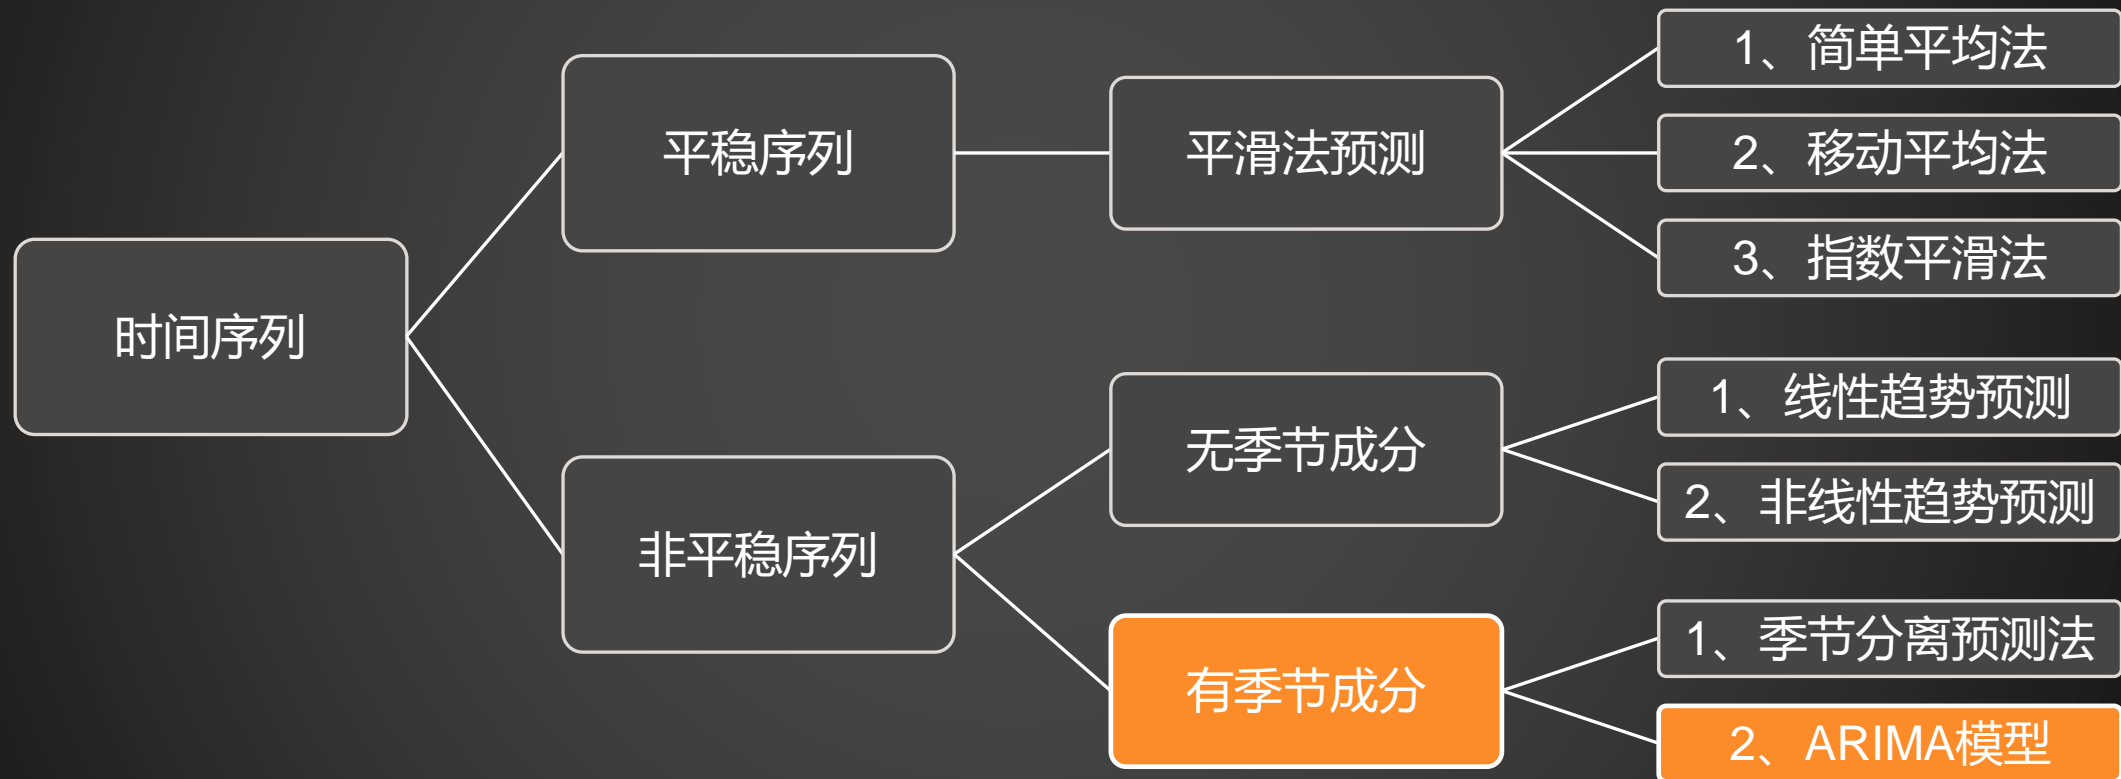 时间序列
平稳序列
平滑法预测
1、简单平均法
2、移动平均法
3、指数平滑法
非平稳序列
无季节成分
1、线性趋势预测
2、非线性趋势预测
有季节成分
1、季节分离预测法
2、ARIMA模型